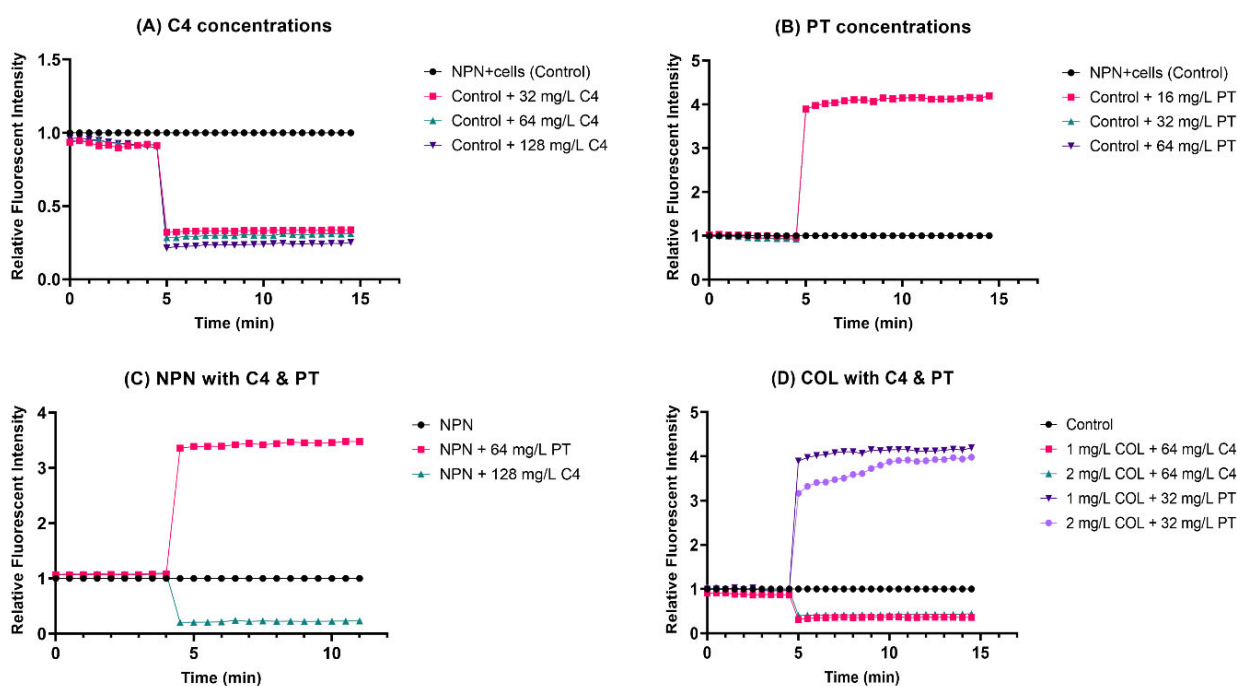 (A) C4 concentrations
Relative Fluorescent Intensity
1.5
1.0
0.5
0.0
0
5
10
15
Time (min)
NPN+cells (Control)
Control + 32 mg/L C4
Control + 64 mg/L C4
Control + 128 mg/L C4
(B) PT concentrations
Relative Fluorescent Intensity
5
4
3
2
1
0
0
5
10
15
Time (min)
NPN+cells (Control)
Control + 16 mg/L PT
Control + 32 mg/L PT
Control + 64 mg/L PT
(C) NPN with C4 & PT
Relative Fluorescent Intensity
4
3
2
1
0
0
5
10
Time (min)
NPN
NPN + 64 mg/L PT
NPN + 128 mg/L C4
(D) COL with C4 & PT
Relative Fluorescent Intensity
5
4
3
2
1
0
0
5
10
15
Time (min)
Control
1 mg/L COL + 64 mg/L C4
2 mg/L COL + 64 mg/L C4
1 mg/L COL + 32 mg/L PT
2 mg/L COL + 32 mg/L PT